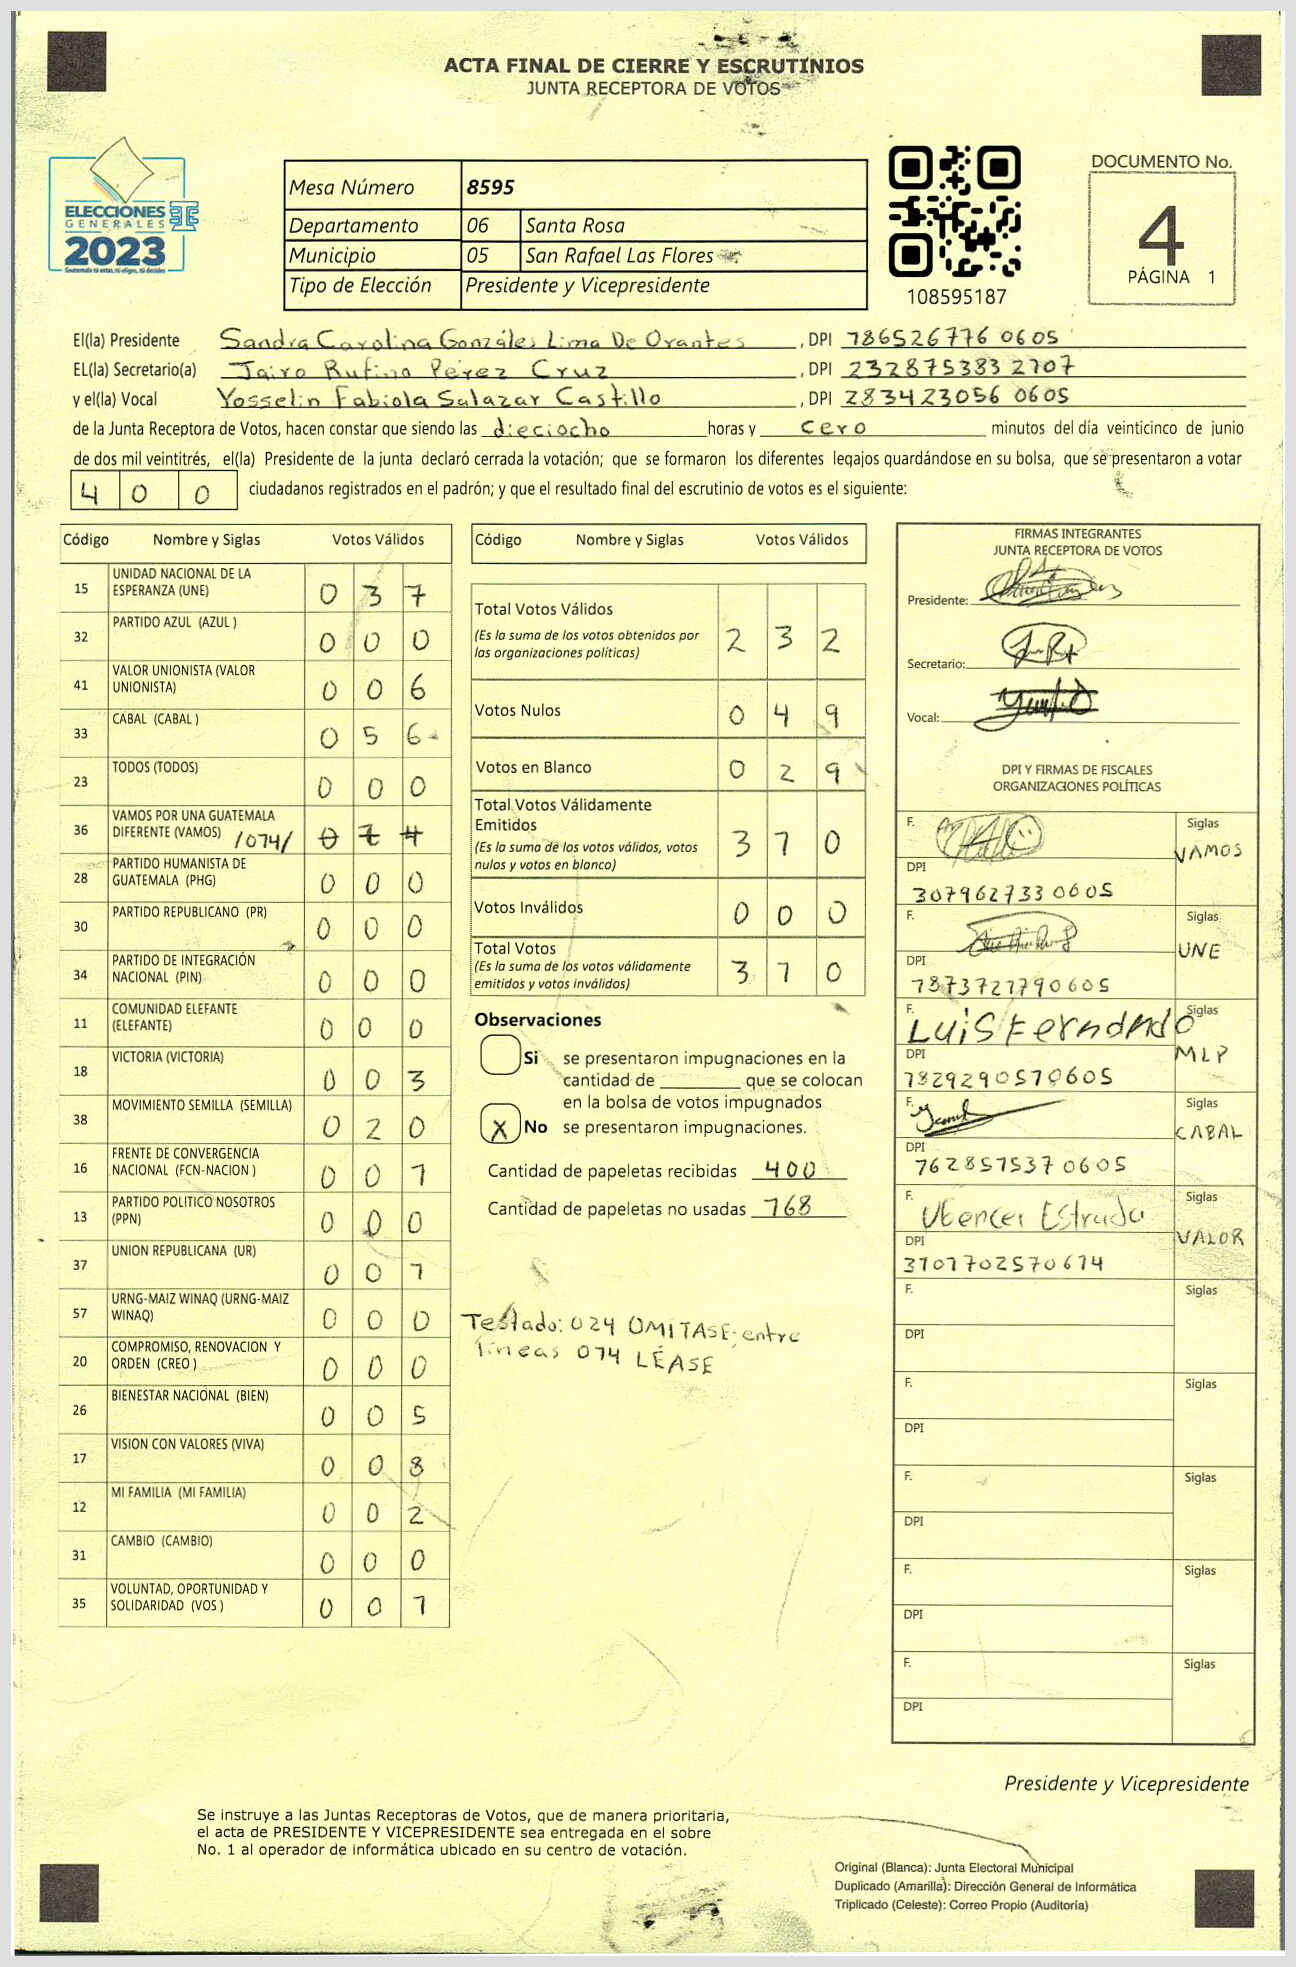 ACTA FINAL DE CIERRE Y ESCRUTINIOS
JUNTA RECEPTORA DE VOTOS
ELECCIONES
GENERALES
2023
Guatemala tú votas, tú eliges, tú decides
Mesa Número 8595
Departamento 06 Santa Rosa
Municipio 05 San Rafael Las Flores
Tipo de Elección Presidente y Vicepresidente
108595187
DOCUMENTO No.
4
PÁGINA 1
El(la) Presidente Sandra Carolina Gonzáles Lima De Orantes, DPI 786526776 0605
EL(la) Secretario(a) Jairo Rufino Pérez Cruz, DPI 232875383 2107
y el(la) Vocal Yosselin Fabiola Salazar Castillo, DPI 283423056 0605
de la Junta Receptora de Votos, hacen constar que siendo las dieciocho horas y cero minutos del día veinticinco de junio
de dos mil veintitrés, el(la) Presidente de la junta declaró cerrada la votación; que se formaron los diferentes legajos guardándose en su bolsa, que se presentaron a votar
4 0 0 ciudadanos registrados en el padrón; y que el resultado final del escrutinio de votos es el siguiente:
Código Nombre y Siglas Votos Válidos
15 UNIDAD NACIONAL DE LA ESPERANZA (UNE) 0 3 7
32 PARTIDO AZUL (AZUL ) 0 0 0
41 VALOR UNIONISTA (VALOR UNIONISTA) 0 0 6
33 CABAL (CABAL ) 0 5 6
23 TODOS (TODOS) 0 0 0
36 VAMOS POR UNA GUATEMALA DIFERENTE (VAMOS) /074/
28 PARTIDO HUMANISTA DE GUATEMALA (PHG) 0 0 0
30 PARTIDO REPUBLICANO (PR) 0 0 0
34 PARTIDO DE INTEGRACIÓN NACIONAL (PIN) 0 0 0
11 COMUNIDAD ELEFANTE (ELEFANTE) 0 0 0
18 VICTORIA (VICTORIA) 0 0 3
38 MOVIMIENTO SEMILLA (SEMILLA) 0 2 0
16 FRENTE DE CONVERGENCIA NACIONAL (FCN-NACION ) 0 0 7
13 PARTIDO POLITICO NOSOTROS (PPN) 0 0 0
37 UNION REPUBLICANA (UR) 0 0 7
57 URNG-MAIZ WINAQ (URNG-MAIZ WINAQ) 0 0 0
20 COMPROMISO, RENOVACION Y ORDEN (CREO ) 0 0 0
26 BIENESTAR NACIONAL (BIEN) 0 0 5
17 VISION CON VALORES (VIVA) 0 0 8
12 MI FAMILIA (MI FAMILIA) 0 0 2
31 CAMBIO (CAMBIO) 0 0 0
35 VOLUNTAD, OPORTUNIDAD Y SOLIDARIDAD (VOS ) 0 0 7
Código Nombre y Siglas Votos Válidos
Total Votos Válidos 2 3 2
(Es la suma de los votos obtenidos por
las organizaciones políticas)
Votos Nulos 0 4 9
Votos en Blanco 0 2 9
Total Votos Válidamente
Emitidos 3 7 0
(Es la suma de los votos válidos, votos
nulos y votos en blanco)
Votos Inválidos 0 0 0
Total Votos 3 7 0
(Es la suma de los votos válidamente
emitidos y votos inválidos)
Observaciones
Si se presentaron impugnaciones en la
cantidad de ________ que se colocan
en la bolsa de votos impugnados
X No se presentaron impugnaciones.
Cantidad de papeletas recibidas 400
Cantidad de papeletas no usadas 168
Testado: 024 OMITASE; entre
líneas 074 LÉASE
FIRMAS INTEGRANTES
JUNTA RECEPTORA DE VOTOS
Presidente:
Secretario:
Vocal:
DPI Y FIRMAS DE FISCALES
ORGANIZACIONES POLÍTICAS
F. Siglas
VAMOS
DPI
307962733 0605
F. Siglas
UNE
DPI
7873727790605
F. Luis Fernando Siglas
MLP
DPI
7829290570605
F. Siglas
CABAL
DPI
762857537 0605
F. Estrada Siglas
VALOR
DPI
3707702570614
F. Siglas
DPI
F. Siglas
DPI
F. Siglas
DPI
F. Siglas
DPI
F. Siglas
DPI
Presidente y Vicepresidente
Se instruye a las Juntas Receptoras de Votos, que de manera prioritaria,
el acta de PRESIDENTE Y VICEPRESIDENTE sea entregada en el sobre
No. 1 al operador de informática ubicado en su centro de votación.
Original (Blanca): Junta Electoral Municipal
Duplicado (Amarilla): Dirección General de Informática
Triplicado (Celeste): Correo Propio (Auditoría)